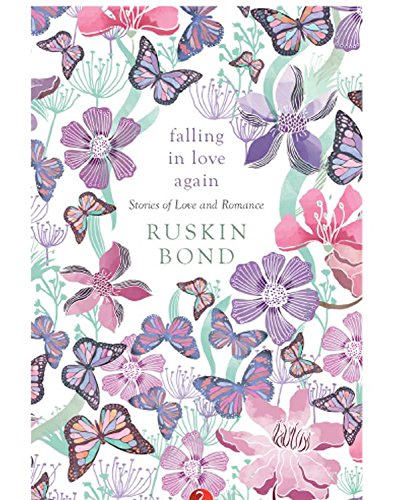 falling
in love
again
Stories of Love and Romance
RUSKIN
BOND